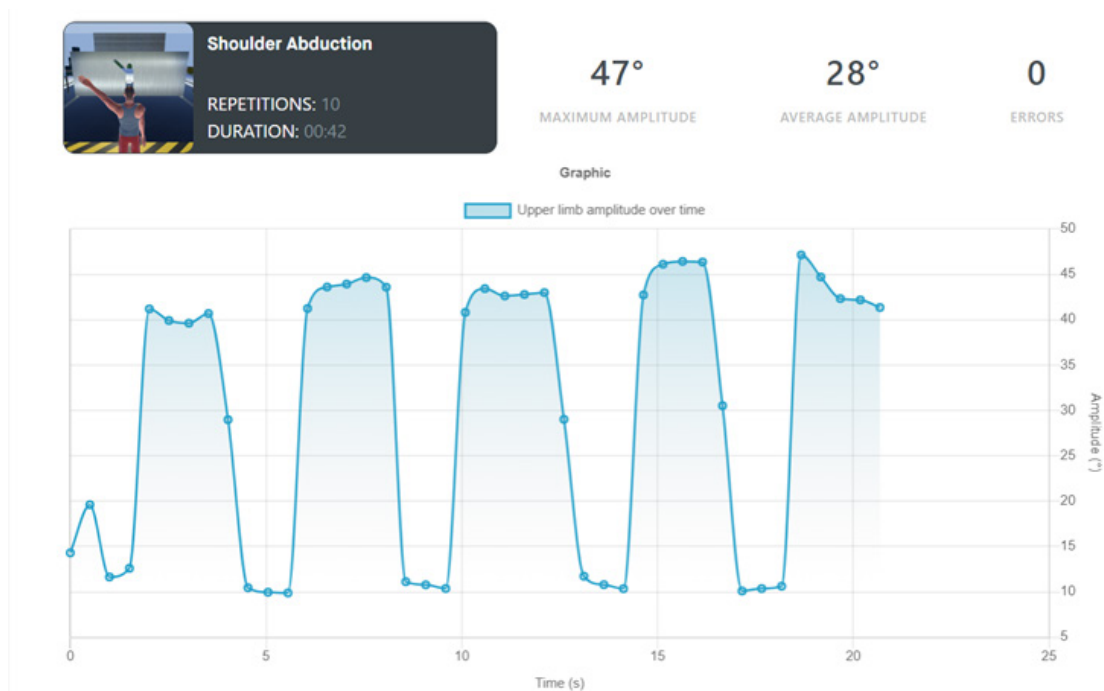 Shoulder Abduction
REPETITIONS: 10
DURATION: 00:42
47°
MAXIMUM AMPLITUDE
28°
AVERAGE AMPLITUDE
0
ERRORS
Graphic
Upper limb amplitude over time
50
45
40
35
30
25
20
15
10
5
Amplitude (°)
0 5 10 15 20 25
Time (s)